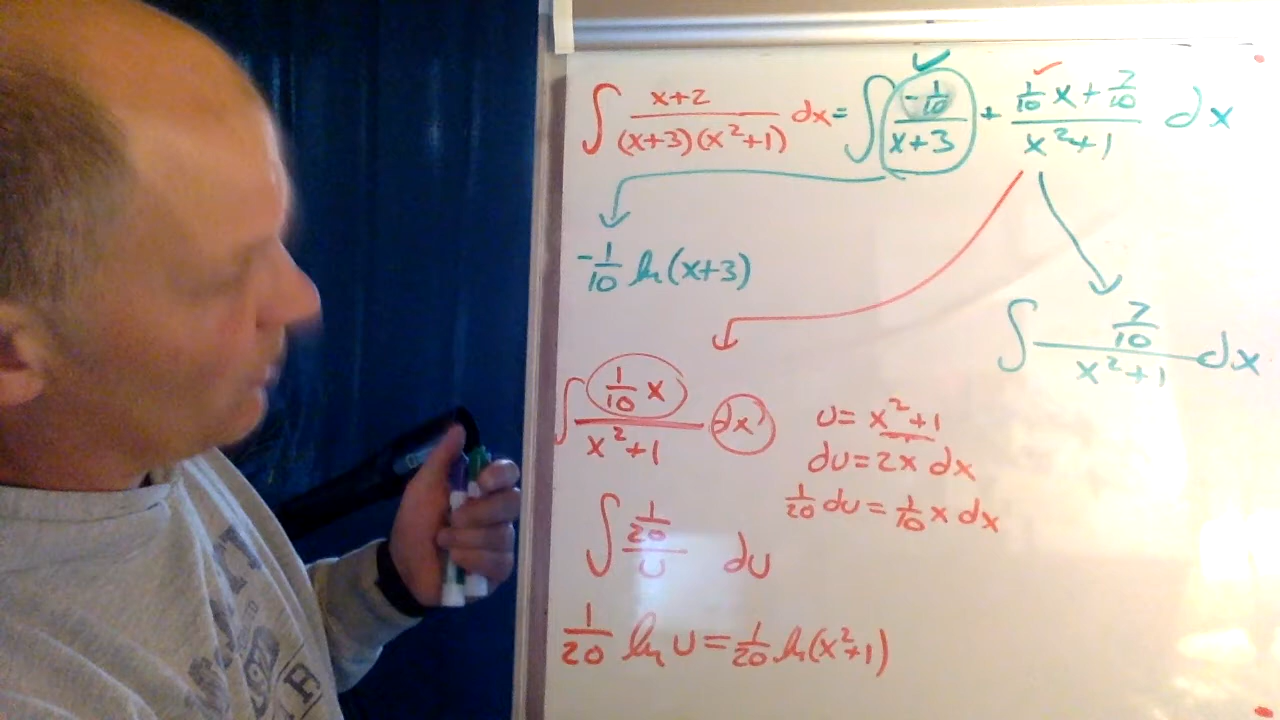 ∫ x+2 / (x+3)(x²+1) dx = ∫ -1/10 / x+3 + 1/10 x + 7/10 / x²+1 dx
-1/10 ln(x+3)
∫ 7/10 / x²+1 dx
∫ 1/10 x / x²+1 dx
u = x²+1
du = 2x dx
1/20 du = 1/10 x dx
∫ 1/20 / u du
1/20 ln u = 1/20 ln(x²+1)